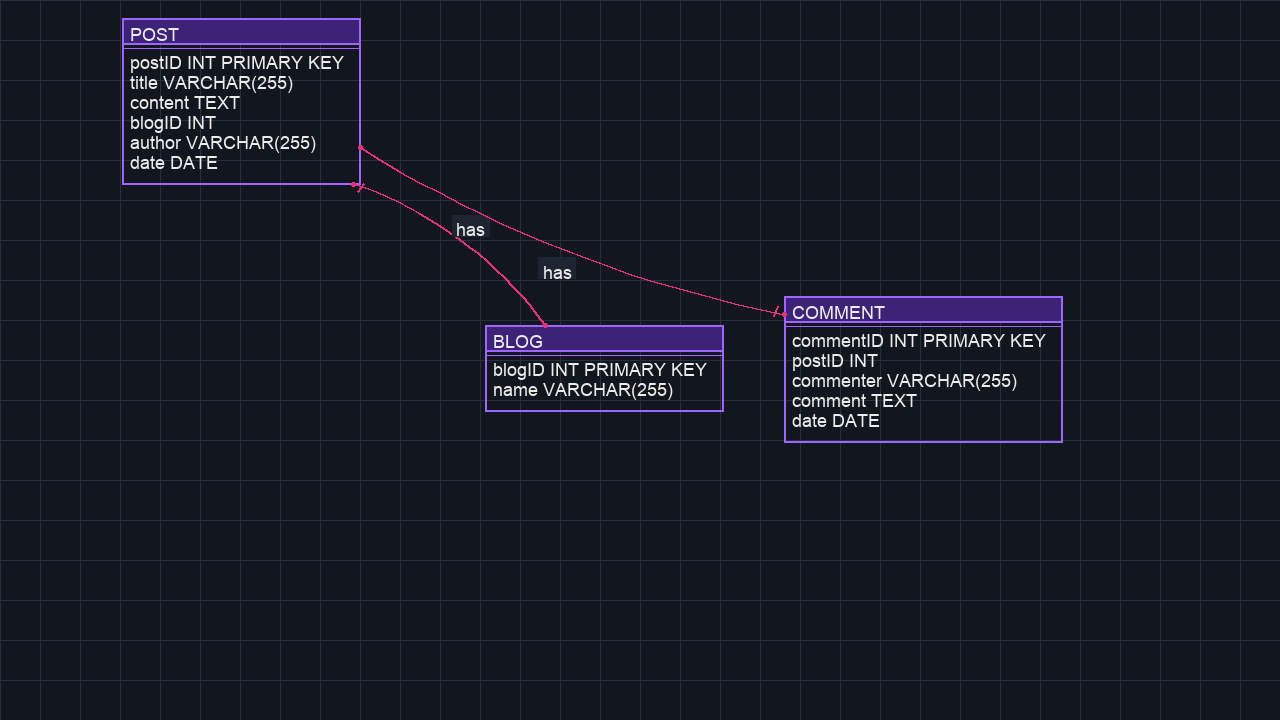 POST
postID INT PRIMARY KEY
title VARCHAR(255)
content TEXT
blogID INT
author VARCHAR(255)
date DATE
has
has
BLOG
blogID INT PRIMARY KEY
name VARCHAR(255)
COMMENT
commentID INT PRIMARY KEY
postID INT
commenter VARCHAR(255)
comment TEXT
date DATE